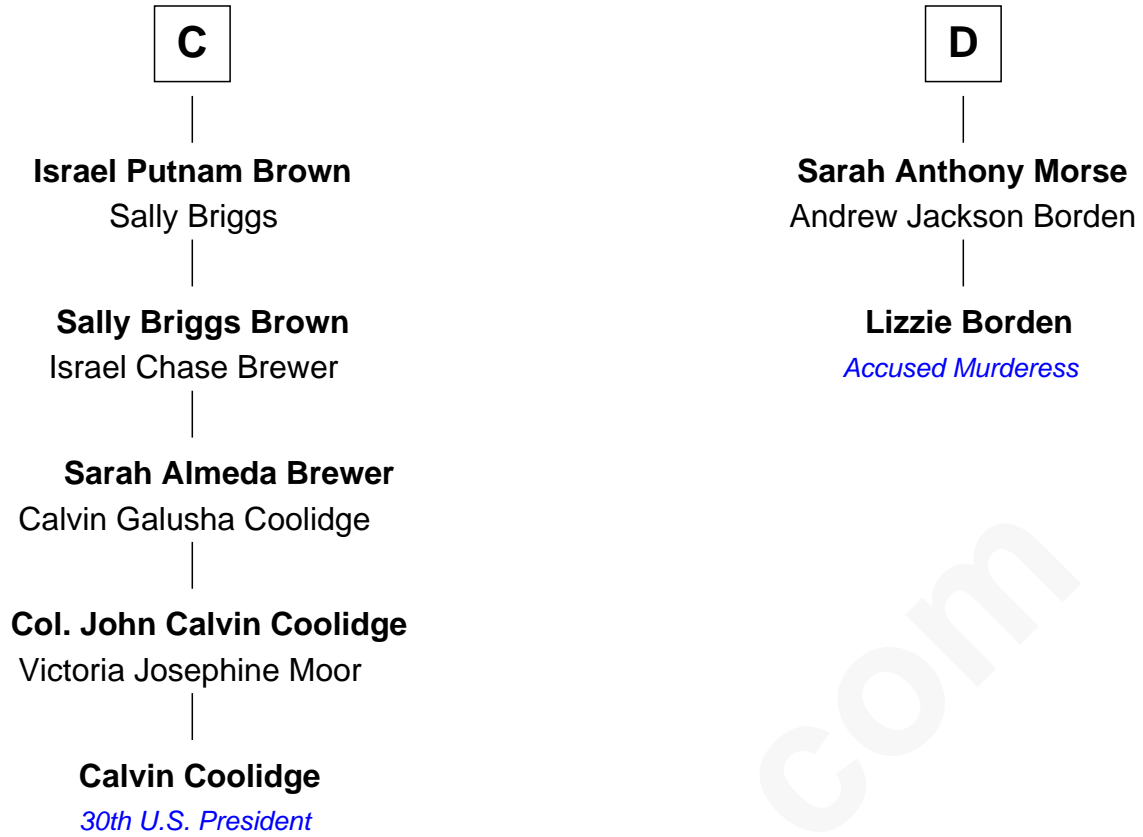 C
Israel Putnam Brown
Sally Briggs
Sally Briggs Brown
Israel Chase Brewer
Sarah Almeda Brewer
Calvin Galusha Coolidge
Col. John Calvin Coolidge
Victoria Josephine Moor
Calvin Coolidge
30th U.S. President
D
Sarah Anthony Morse
Andrew Jackson Borden
Lizzie Borden
Accused Murderess
com